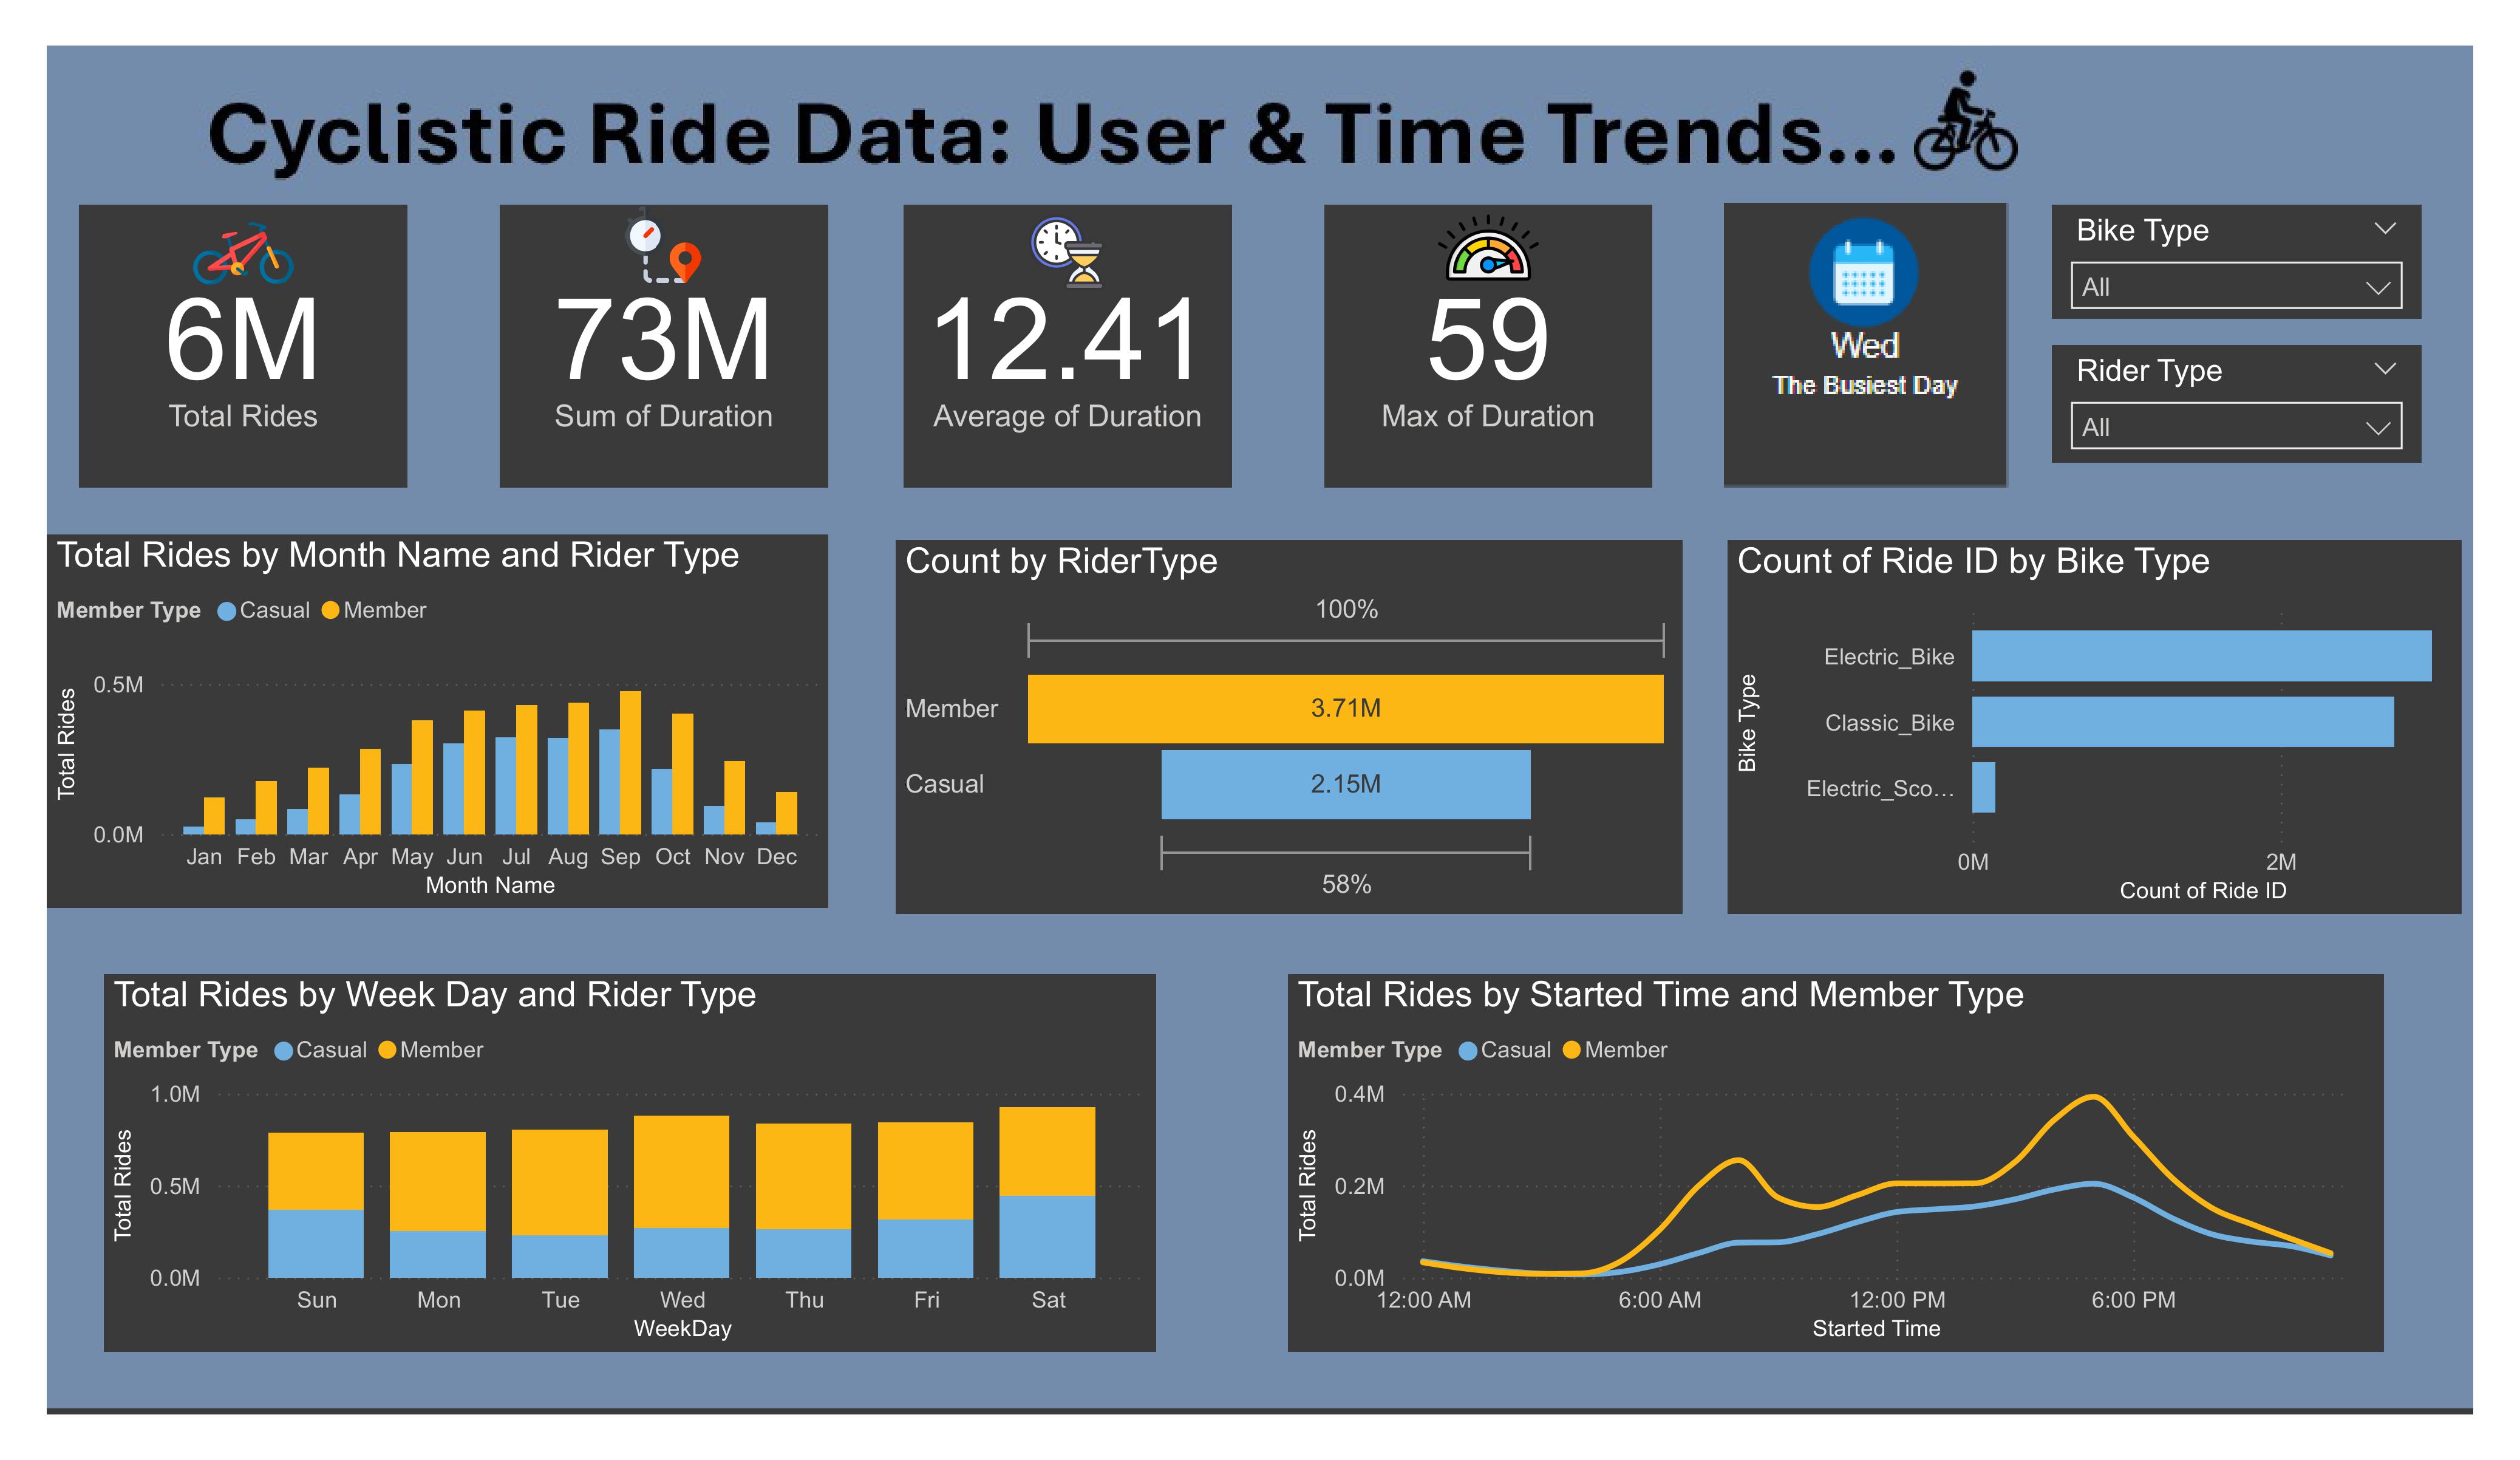 Cyclistic Ride Data: User & Time Trends...
6M
Total Rides
73M
Sum of Duration
12.41
Average of Duration
59
Max of Duration
Wed
The Busiest Day
Bike Type
All
Rider Type
All
Total Rides by Month Name and Rider Type
Member Type Casual Member
Total Rides
0.5M
0.0M
Jan Feb Mar Apr May Jun Jul Aug Sep Oct Nov Dec
Month Name
Count by RiderType
100%
Member
3.71M
Casual
2.15M
58%
Count of Ride ID by Bike Type
Bike Type
Electric_Bike
Classic_Bike
Electric_Sco...
0M 2M
Count of Ride ID
Total Rides by Week Day and Rider Type
Member Type Casual Member
Total Rides
1.0M
0.5M
0.0M
Sun Mon Tue Wed Thu Fri Sat
WeekDay
Total Rides by Started Time and Member Type
Member Type Casual Member
Total Rides
0.4M
0.2M
0.0M
12:00 AM 6:00 AM 12:00 PM 6:00 PM
Started Time